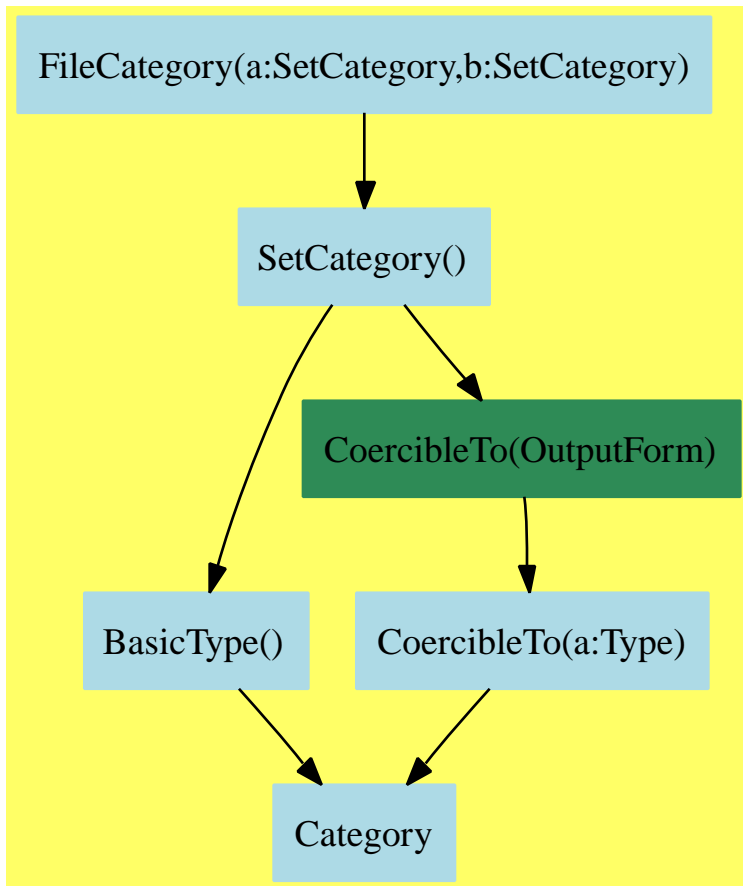 FileCategory(a:SetCategory,b:SetCategory)
SetCategory()
CoercibleTo(OutputForm)
BasicType()
CoercibleTo(a:Type)
Category